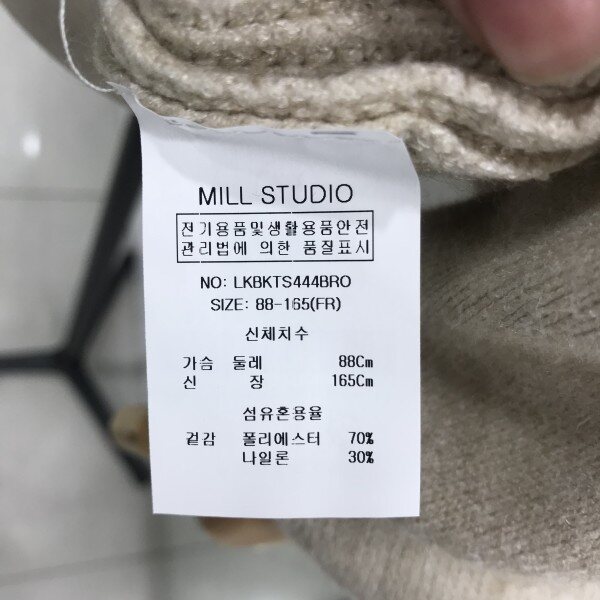 MILL STUDIO
전기용품및생활용품안전
관리법에 의한 품질표시
NO: LKBKTS444BRO
SIZE: 88-165(FR)
신체치수
가슴 둘레 88Cm
신 장 165Cm
섬유혼용율
겉감 폴리에스터 70%
나일론 30%